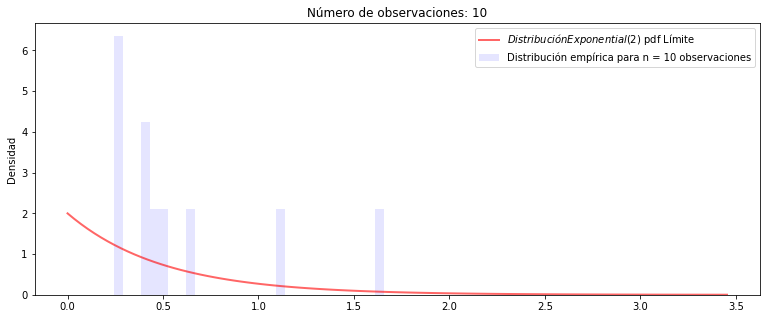 Número de observaciones: 10
DistribuciónExponential(2) pdf Límite
Distribución empírica para n = 10 observaciones
Densidad
6
5
4
3
2
1
0
0.0 0.5 1.0 1.5 2.0 2.5 3.0 3.5